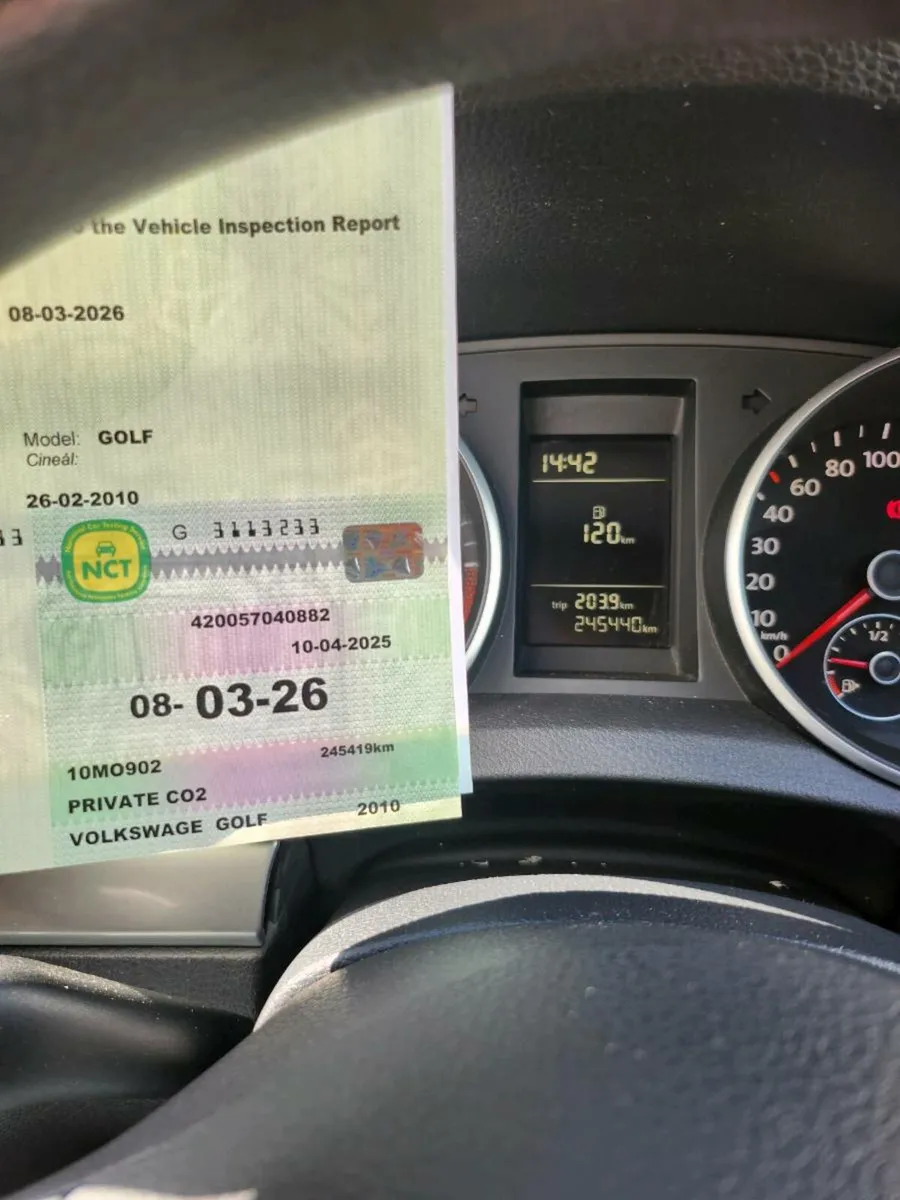 the Vehicle Inspection Report
08-03-2026
Model: GOLF
Cineál:
26-02-2010
33
NCT
G 3113233
420057040882
10-04-2025
08-03-26
245419km
10MO902
PRIVATE CO2
VOLKSWAGE GOLF 2010
14:42
120km
trip 203.9km
245440km
100
80
60
40
30
20
10
km/h
0
1/2